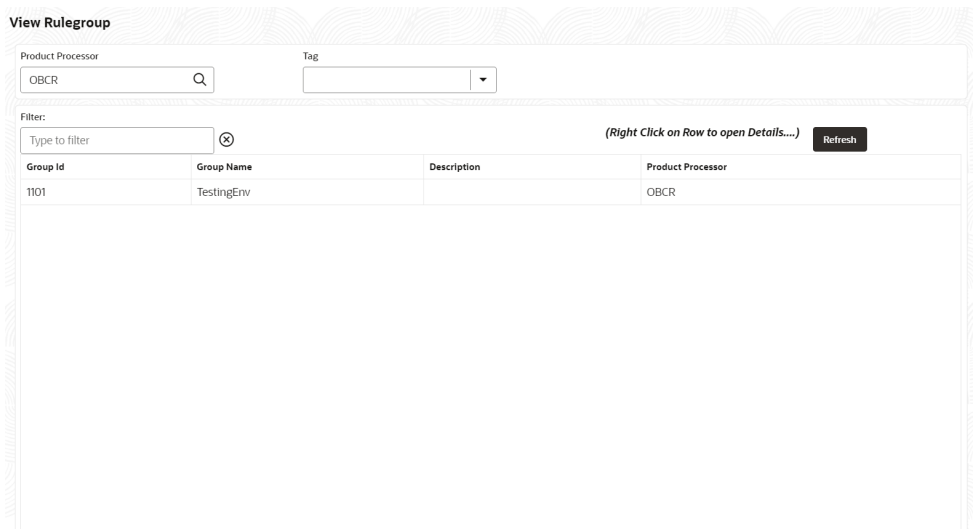 View Rulegroup
Product Processor Tag
OBCR
Filter:
Type to filter (Right Click on Row to open Details....) Refresh
Group Id Group Name Description Product Processor
1101 TestingEnv OBCR